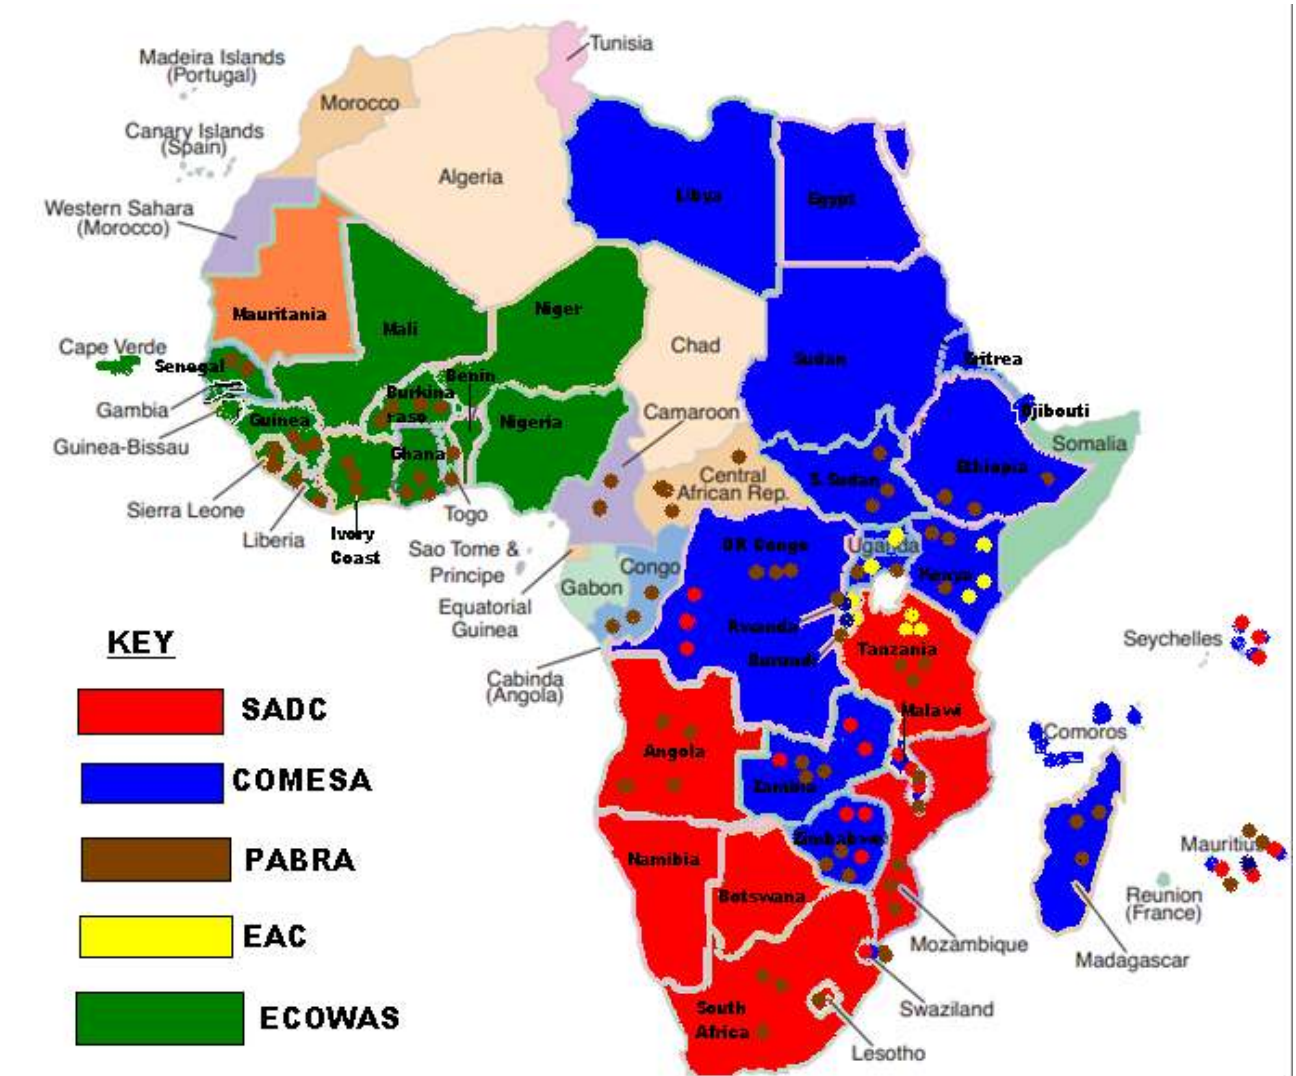 Tunisia
Madeira Islands
(Portugal)
Morocco
Canary Islands
(Spain)
Algeria
Libya
Egypt
Western Sahara
(Morocco)
Mauritania
Mali
Niger
Chad
Sudan
Eritrea
Cape Verde
Senegal
Benin
Burkina
Faso
Djibouti
Gambia
Guinea
Nigeria
Camaroon
Somalia
Guinea-Bissau
Ghana
Ethiopia
Central
African Rep.
S. Sudan
Sierra Leone
Togo
Liberia
Ivory
Coast
Sao Tome &
Principe
DR Congo
Uganda
Congo
Kenya
Gabon
Equatorial
Guinea
Rwanda
Seychelles
KEY
Tanzania
Burundi
Cabinda
(Angola)
SADC
Malawi
Comoros
Angola
COMESA
Zambia
Zimbabwe
Mauritius
PABRA
Namibia
Botswana
Reunion
(France)
EAC
Mozambique
Madagascar
Swaziland
South
Africa
ECOWAS
Lesotho